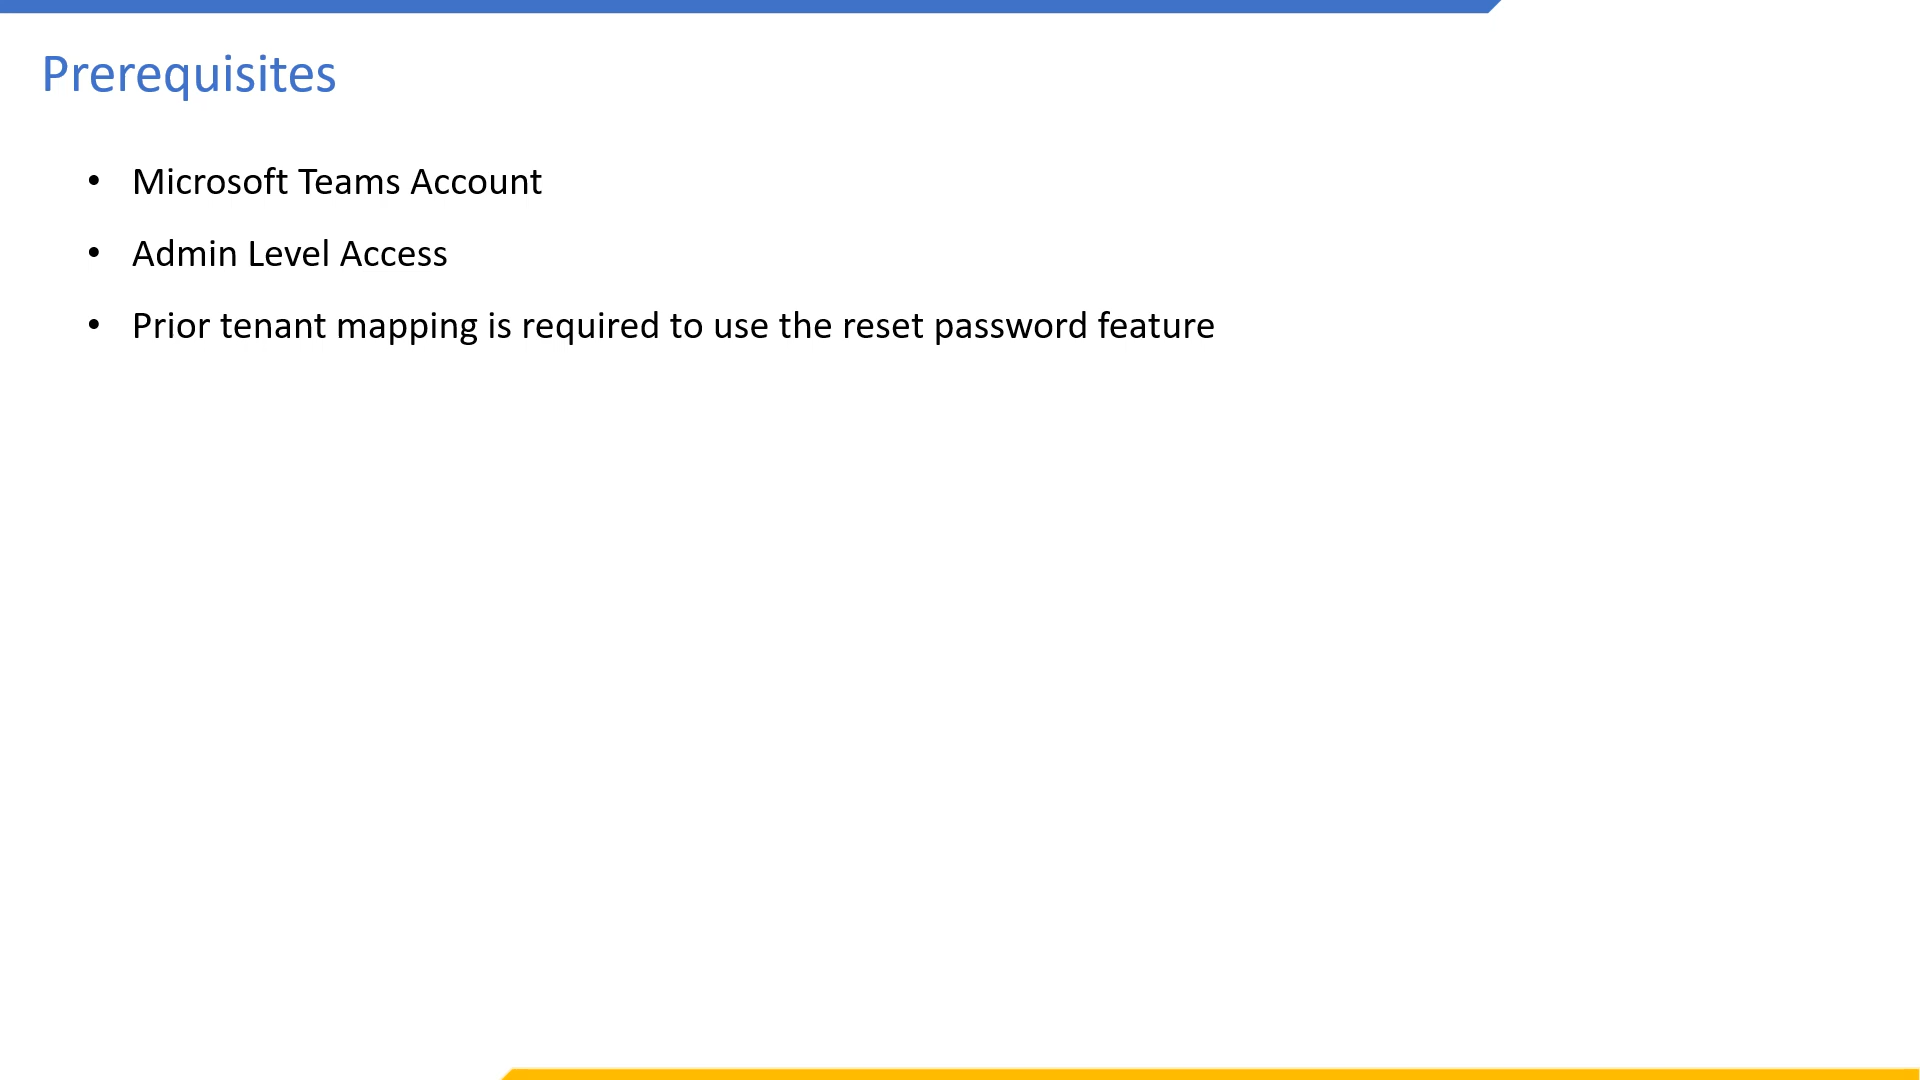 Prerequisites
• Microsoft Teams Account
• Admin Level Access
• Prior tenant mapping is required to use the reset password feature